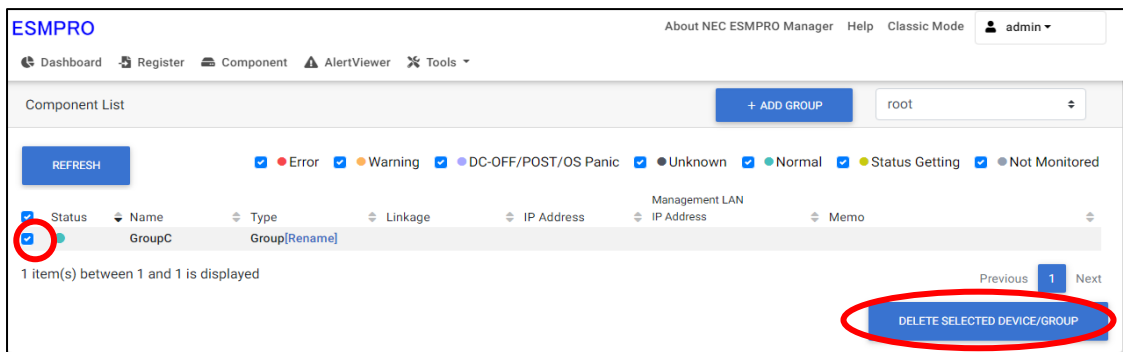 ESMPRO
About NEC ESMPRO Manager Help Classic Mode admin
Dashboard Register Component AlertViewer Tools
Component List + ADD GROUP root
REFRESH Error Warning DC-OFF/POST/OS Panic Unknown Normal Status Getting Not Monitored
Status Name Type Linkage IP Address Management LAN IP Address Memo
GroupC Group[Rename]
1 item(s) between 1 and 1 is displayed
Previous 1 Next
DELETE SELECTED DEVICE/GROUP